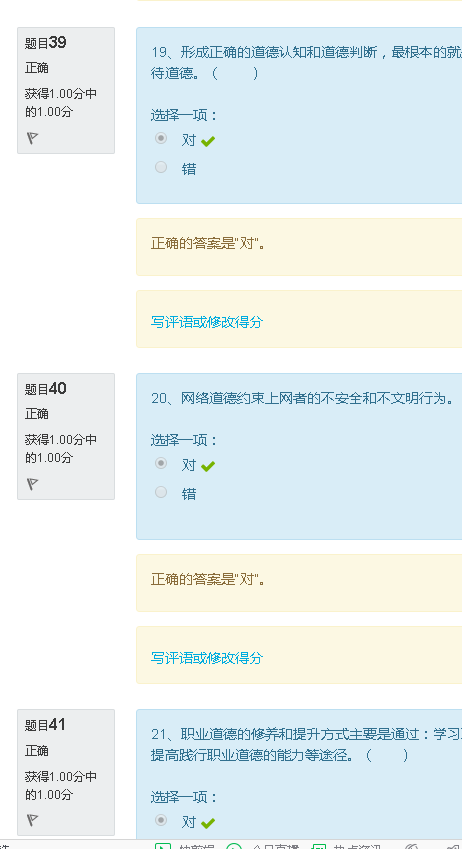 题目39
正确
获得1.00分中
的1.00分
19、形成正确的道德认知和道德判断，最根本的就
待道德。（ ）
选择一项：
对
错
正确的答案是“对”。
写评语或修改得分
题目40
正确
获得1.00分中
的1.00分
20、网络道德约束上网者的不安全和不文明行为。
选择一项：
对
错
正确的答案是“对”。
写评语或修改得分
题目41
正确
获得1.00分中
的1.00分
21、职业道德的修养和提升方式主要是通过：学习
提高践行职业道德的能力等途径。（ ）
选择一项：
对